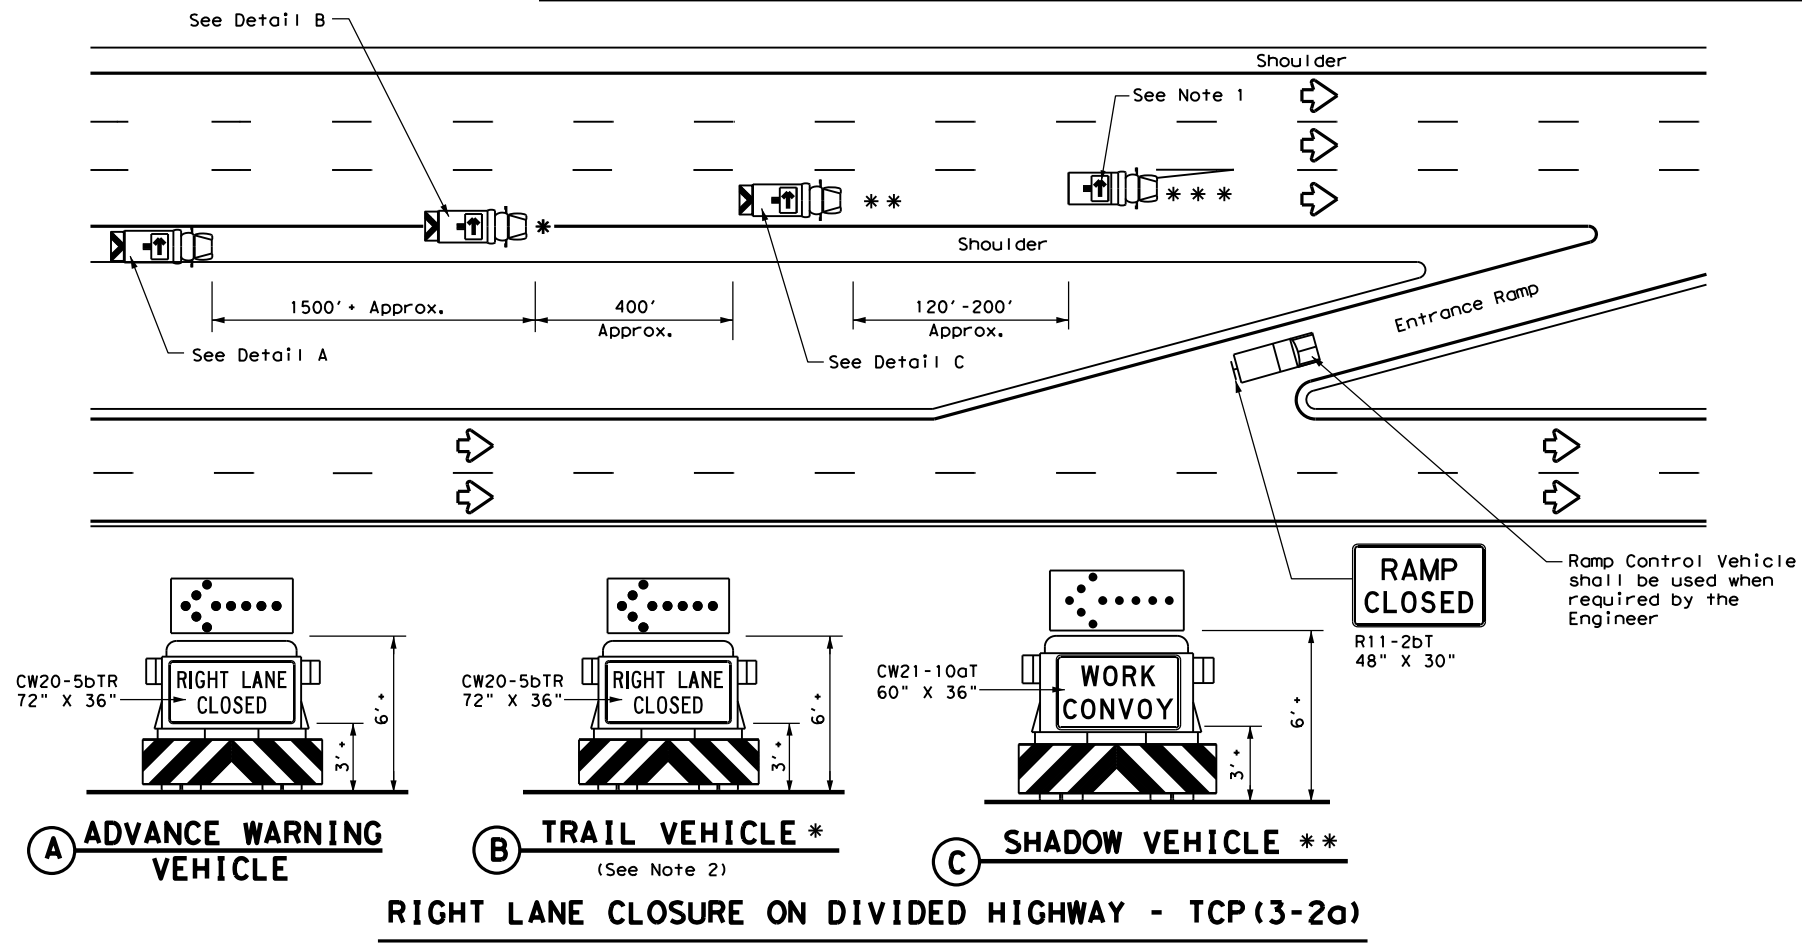 See Detail B
Shoulder
See Note 1
*
* *
* * *
Shoulder
1500' + Approx.
400'
Approx.
120'-200'
Approx.
See Detail A
See Detail C
Entrance Ramp
Ramp Control Vehicle
shall be used when
required by the
Engineer
RAMP
CLOSED
R11-2bT
48" X 30"
CW20-5bTR
72" X 36"
RIGHT LANE
CLOSED
6' +
3' +
CW20-5bTR
72" X 36"
RIGHT LANE
CLOSED
6' +
3' +
CW21-10aT
60" X 36"
WORK
CONVOY
6' +
3' +
A ADVANCE WARNING
VEHICLE
B TRAIL VEHICLE *
(See Note 2)
C SHADOW VEHICLE * *
RIGHT LANE CLOSURE ON DIVIDED HIGHWAY - TCP(3-2a)